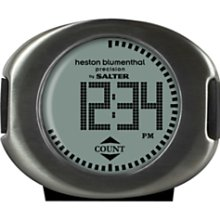 heston blumenthal
precision
by SALTER
12:34
PM
COUNT